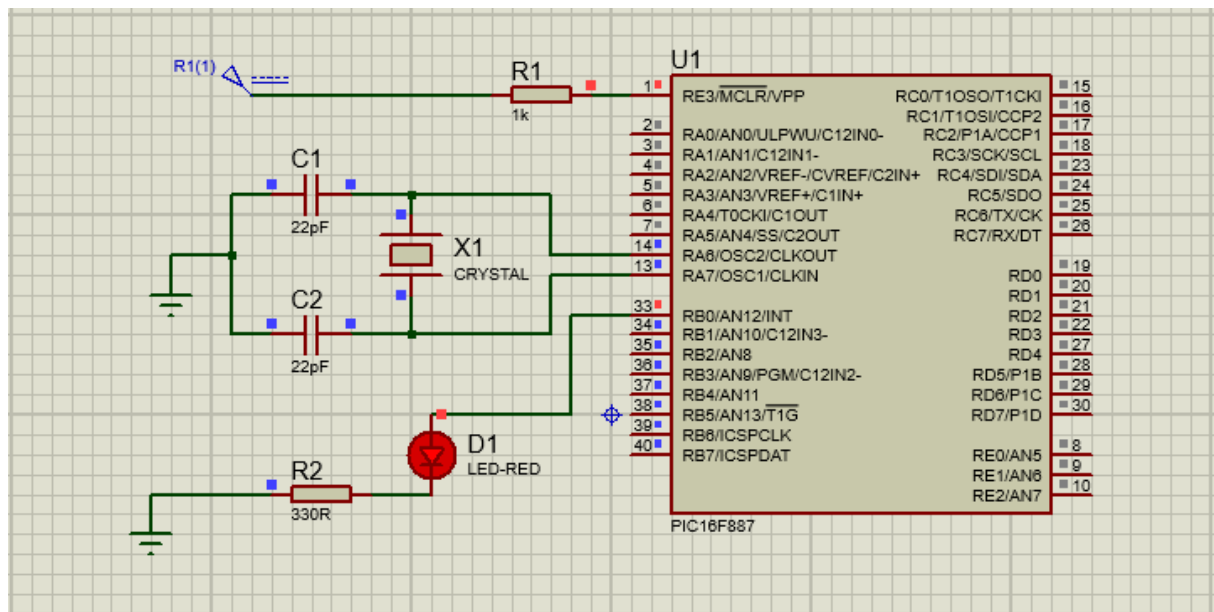 R1(1)
R1
1k
C1
22pF
X1
CRYSTAL
C2
22pF
D1
LED-RED
R2
330R
U1
1 RE3/MCLR/VPP
2 RA0/AN0/ULPWU/C12IN0-
3 RA1/AN1/C12IN1-
4 RA2/AN2/VREF-/CVREF/C2IN+
5 RA3/AN3/VREF+/C1IN+
6 RA4/T0CKI/C1OUT
7 RA5/AN4/SS/C2OUT
14 RA6/OSC2/CLKOUT
13 RA7/OSC1/CLKIN
33 RB0/AN12/INT
34 RB1/AN10/C12IN3-
35 RB2/AN8
36 RB3/AN9/PGM/C12IN2-
37 RB4/AN11
38 RB5/AN13/T1G
39 RB6/ICSPCLK
40 RB7/ICSPDAT
RC0/T1OSO/T1CKI 15
RC1/T1OSI/CCP2 16
RC2/P1A/CCP1 17
RC3/SCK/SCL 18
RC4/SDI/SDA 23
RC5/SDO 24
RC6/TX/CK 25
RC7/RX/DT 26
RD0 19
RD1 20
RD2 21
RD3 22
RD4 27
RD5/P1B 28
RD6/P1C 29
RD7/P1D 30
RE0/AN5 8
RE1/AN6 9
RE2/AN7 10
PIC16F887